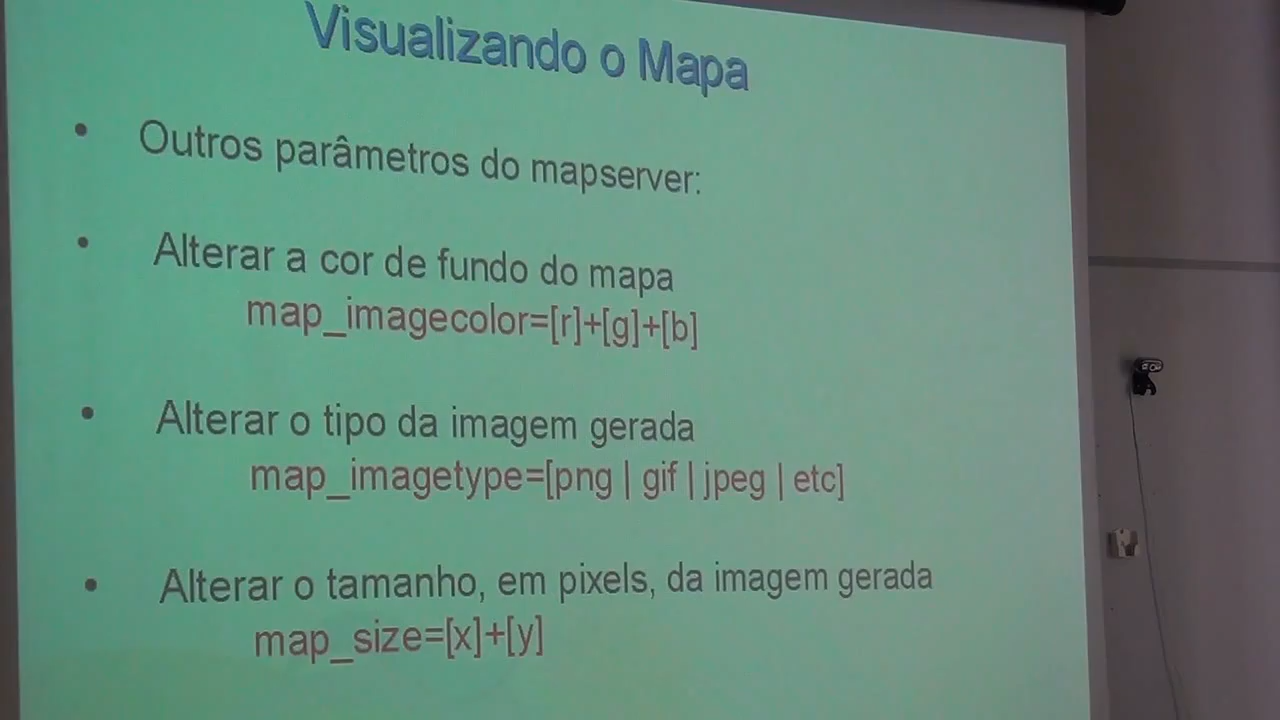 Visualizando o Mapa
• Outros parâmetros do mapserver:
• Alterar a cor de fundo do mapa
map_imagecolor=[r]+[g]+[b]
• Alterar o tipo da imagem gerada
map_imagetype=[png | gif | jpeg | etc]
• Alterar o tamanho, em pixels, da imagem gerada
map_size=[x]+[y]